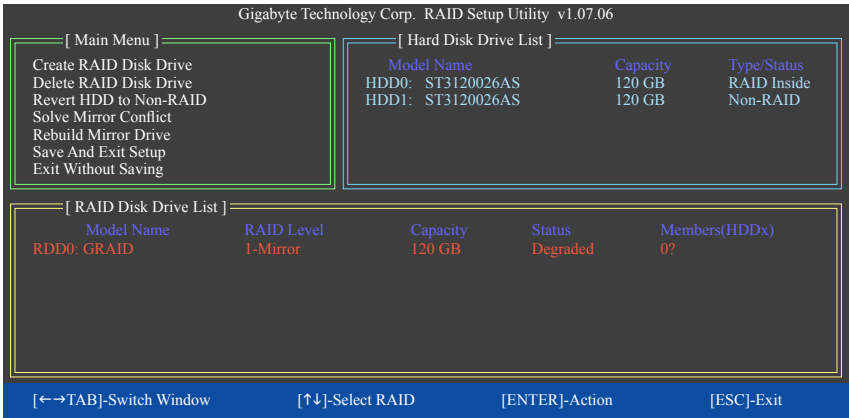 Gigabyte Technology Corp. RAID Setup Utility v1.07.06
[ Main Menu ]
Create RAID Disk Drive
Delete RAID Disk Drive
Revert HDD to Non-RAID
Solve Mirror Conflict
Rebuild Mirror Drive
Save And Exit Setup
Exit Without Saving
[ Hard Disk Drive List ]
Model Name Capacity Type/Status
HDD0: ST3120026AS 120 GB RAID Inside
HDD1: ST3120026AS 120 GB Non-RAID
[ RAID Disk Drive List ]
Model Name RAID Level Capacity Status Members(HDDx)
RDD0: GRAID 1-Mirror 120 GB Degraded 0?
[←→TAB]-Switch Window [↑↓]-Select RAID [ENTER]-Action [ESC]-Exit